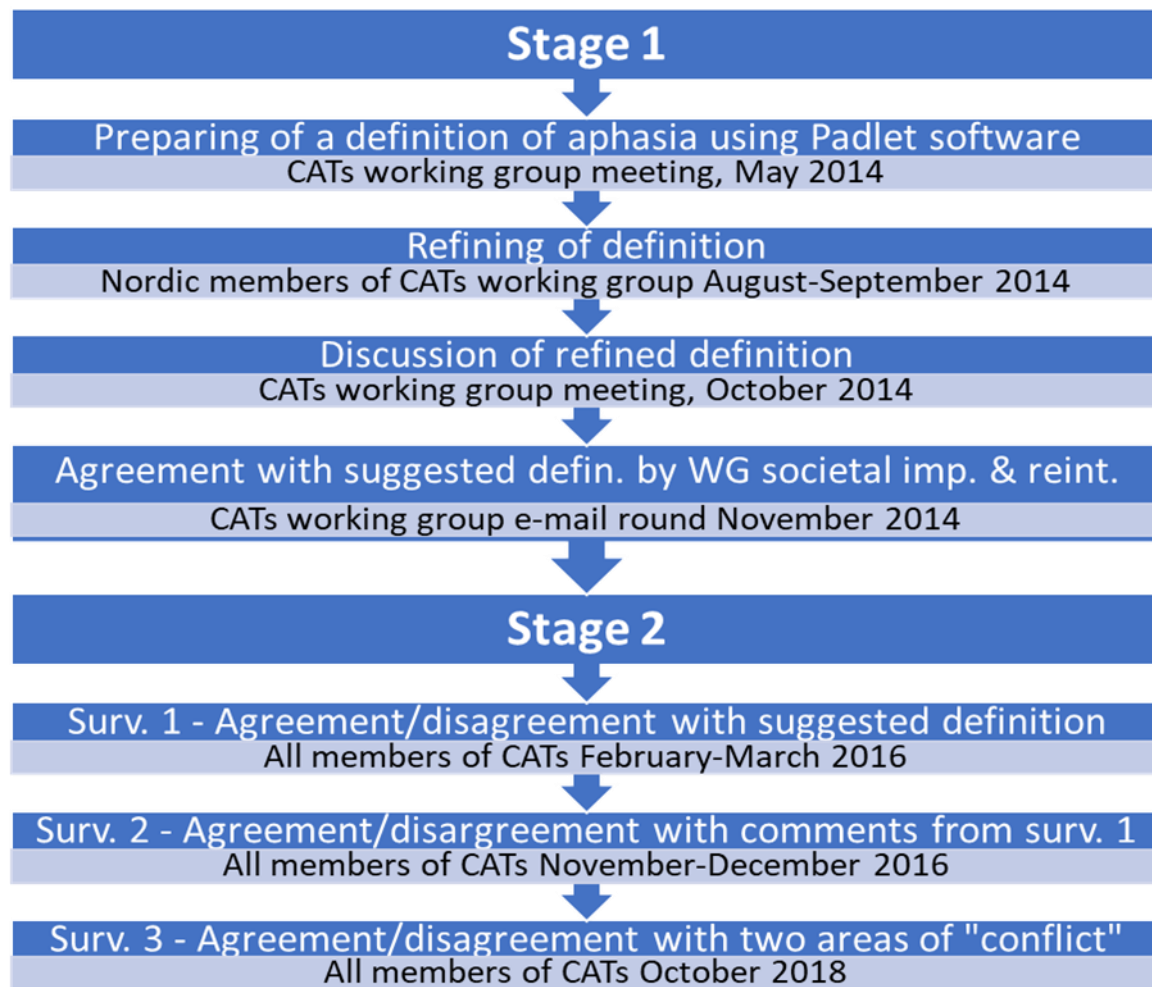 Stage 1
Preparing of a definition of aphasia using Padlet software
CATs working group meeting, May 2014
Refining of definition
Nordic members of CATs working group August-September 2014
Discussion of refined definition
CATs working group meeting, October 2014
Agreement with suggested defin. by WG societal imp. & reint.
CATs working group e-mail round November 2014
Stage 2
Surv. 1 - Agreement/disagreement with suggested definition
All members of CATs February-March 2016
Surv. 2 - Agreement/disargreement with comments from surv. 1
All members of CATs November-December 2016
Surv. 3 - Agreement/disagreement with two areas of "conflict"
All members of CATs October 2018